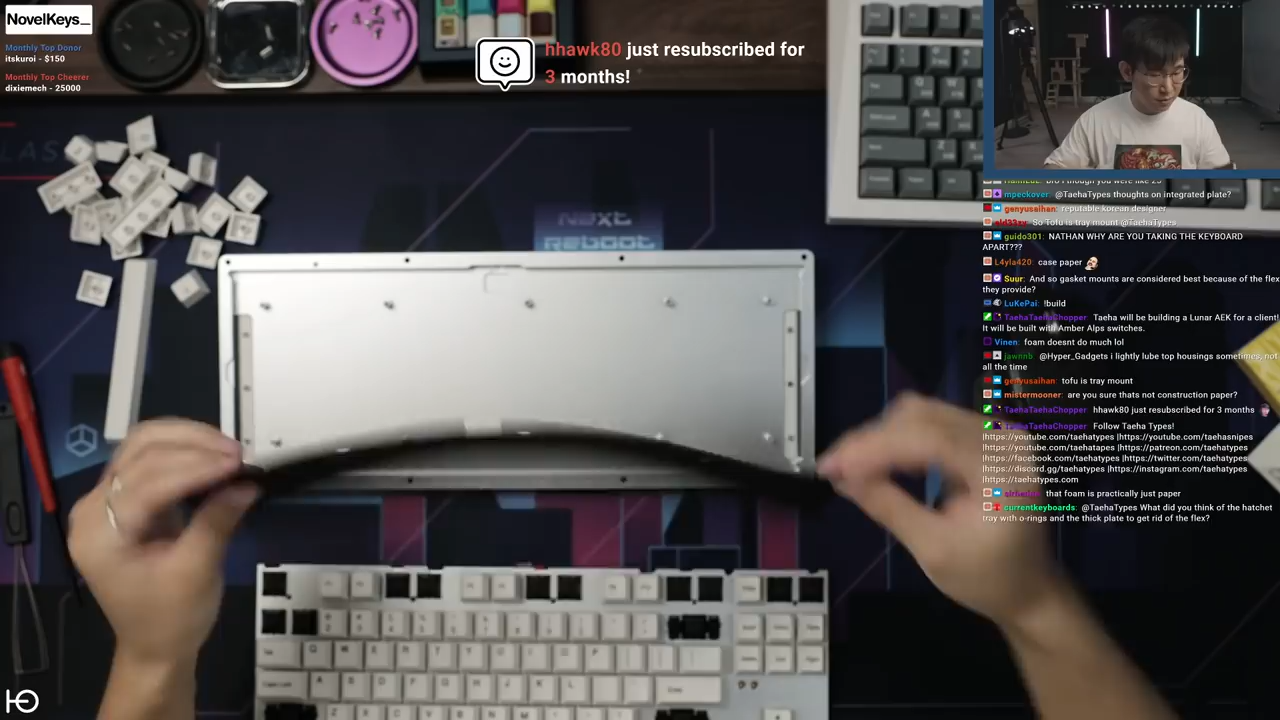 NovelKeys_
Monthly Top Donor
itskuroi - $150
Monthly Top Cheerer
dixiemech - 25000
hhawk80 just resubscribed for
3 months!
Next
Reboot
mpeckover: @TaehaTypes thoughts on integrated plate?
genyusaihan: reputable korean designer
So Tofu is tray mount @TaehaTypes
guido301: NATHAN WHY ARE YOU TAKING THE KEYBOARD
APART???
L4yla420: case paper
Suur: And so gasket mounts are considered best because of the flex
they provide?
LuKePai: !build
TaehaTaehaChopper: Taeha will be building a Lunar AEK for a client!
It will be built with Amber Alps switches.
Vinen: foam doesnt do much lol
jawnnb: @Hyper_Gadgets i lightly lube top housings sometimes, not
all the time
genyusaihan: tofu is tray mount
mistermooner: are you sure thats not construction paper?
TaehaTaehaChopper: hhawk80 just resubscribed for 3 months
TaehaTaehaChopper: Follow Taeha Types!
|https://youtube.com/taehatypes |https://youtube.com/taehasnipes
|https://youtube.com/taehatapes |https://patreon.com/taehatypes
|https://facebook.com/taehatypes |https://twitter.com/taehatypes
|https://discord.gg/taehatypes |https://instagram.com/taehatypes
|https://taehatypes.com
that foam is practically just paper
currentkeyboards: @TaehaTypes What did you think of the hatchet
tray with o-rings and the thick plate to get rid of the flex?